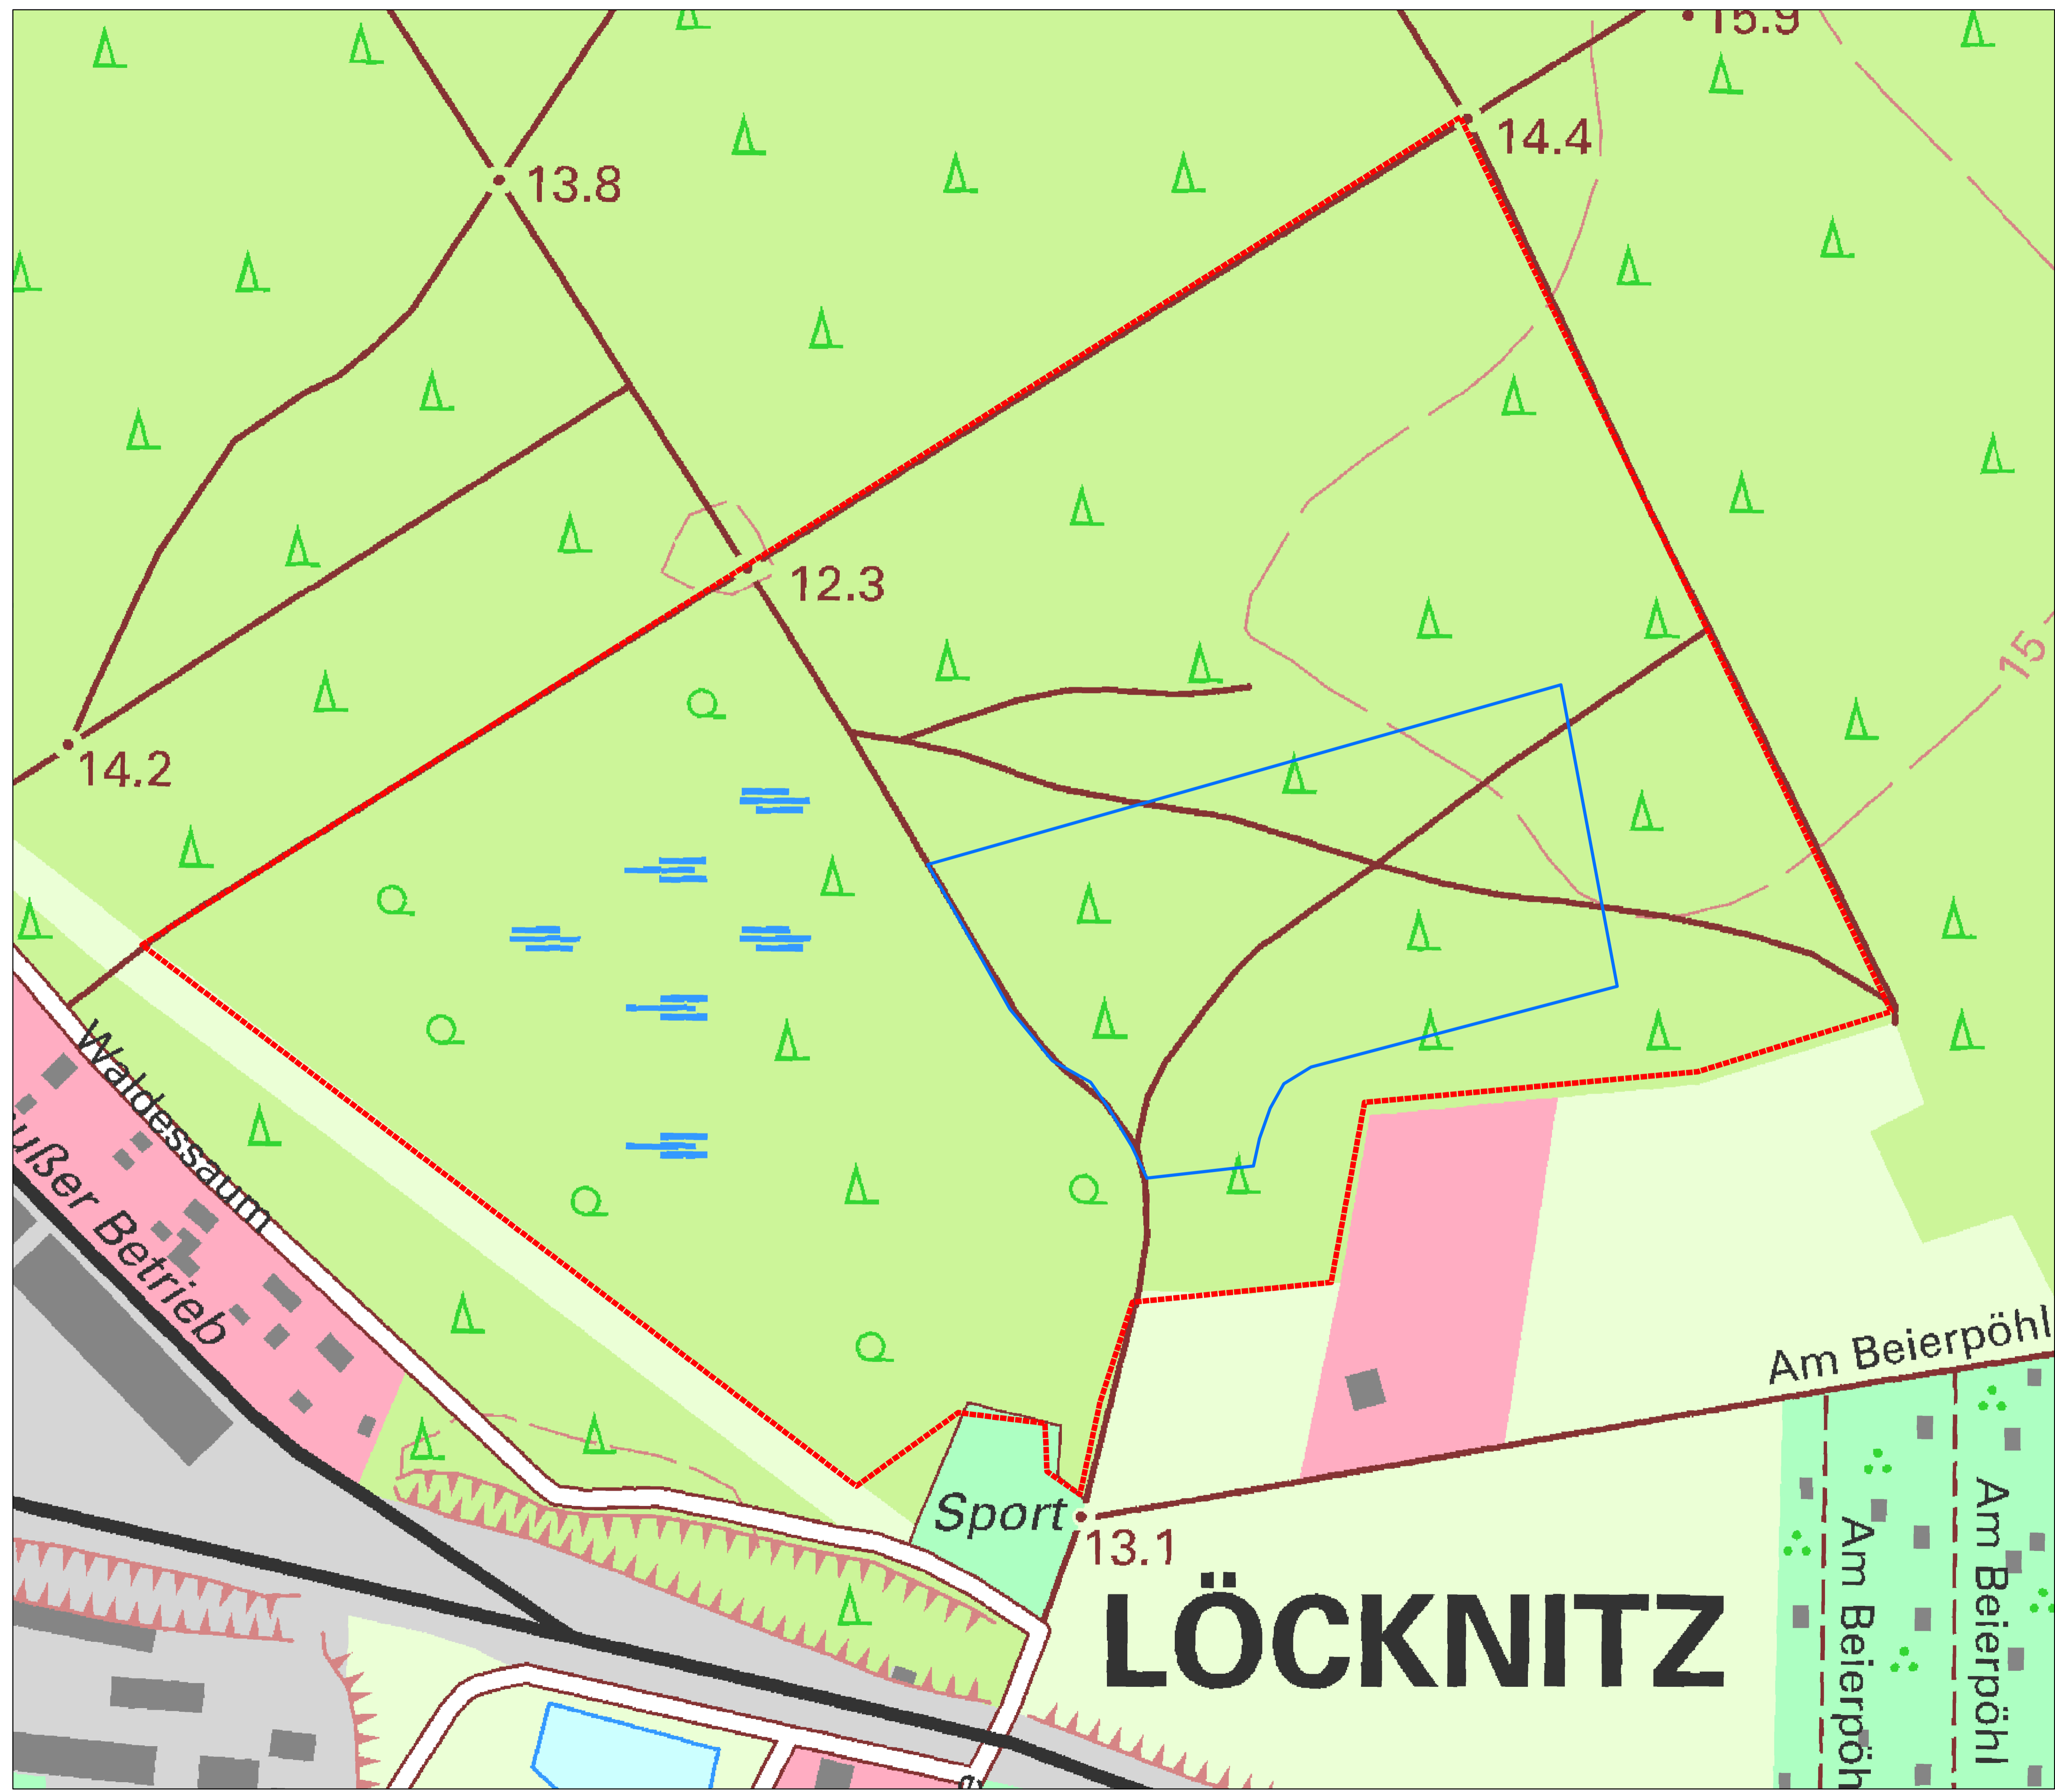 15.9
14.4
13.8
12.3
15
14.2
Waldessaum
ußer Betrieb
Am Beierpöhl
Sport
13.1
LÖCKNITZ
Am Beierpöhl
Am Beierpöh